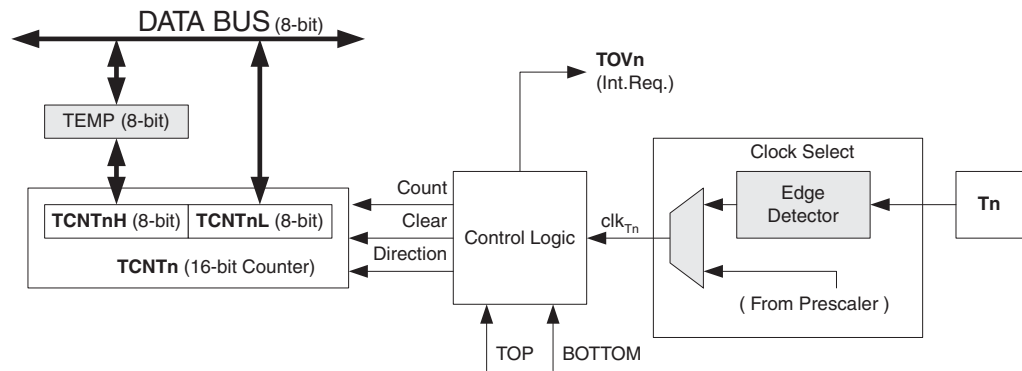 DATA BUS (8-bit)
TOVn
(Int.Req.)
TEMP (8-bit)
Clock Select
Count
Edge
Detector
Tn
TCNTnH (8-bit) TCNTnL (8-bit)
Clear
Control Logic
clkTn
TCNTn (16-bit Counter)
Direction
( From Prescaler )
TOP
BOTTOM